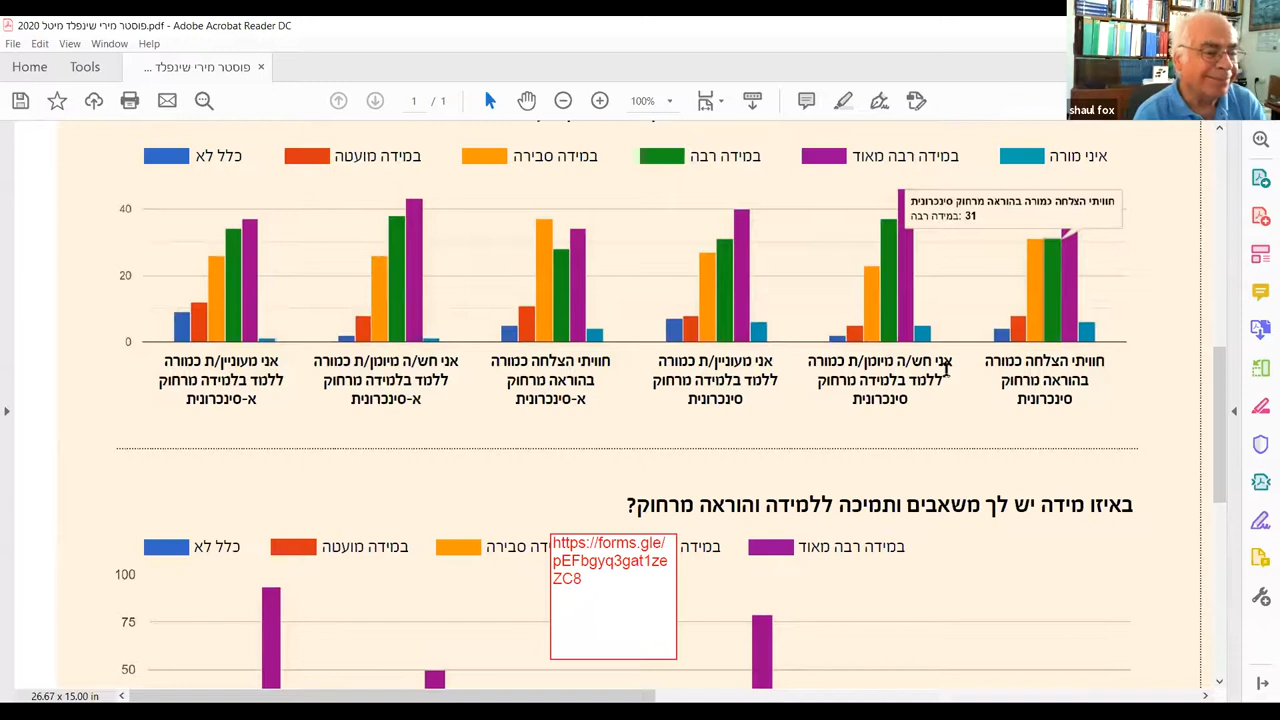 פוסטר מירי שינפלד מיטל 2020.pdf - Adobe Acrobat Reader DC
File Edit View Window Help
Home Tools פוסטר מירי שינפלד ... ×
1 / 1 100%
shaul fox
כלל לא במידה מועטה במידה סבירה במידה רבה במידה רבה מאוד איני מורה
חוויתי הצלחה כמורה בהוראה מרחוק סינכרונית
במידה רבה: 31
40
20
0
אני מעוניין/ת כמורה
ללמד בלמידה מרחוק
א-סינכרונית
אני חש/ה מיומן/ת כמורה
ללמד בלמידה מרחוק
א-סינכרונית
חוויתי הצלחה כמורה
בהוראה מרחוק
א-סינכרונית
אני מעוניין/ת כמורה
ללמד בלמידה מרחוק
סינכרונית
אני חש/ה מיומן/ת כמורה
ללמד בלמידה מרחוק
סינכרונית
חוויתי הצלחה כמורה
בהוראה מרחוק
סינכרונית
באיזו מידה יש לך משאבים ותמיכה ללמידה והוראה מרחוק?
כלל לא במידה מועטה סבירה במידה במידה רבה מאוד
https://forms.gle/
pEFbgyq3gat1ze
ZC8
100
75
50
26.67 x 15.00 in